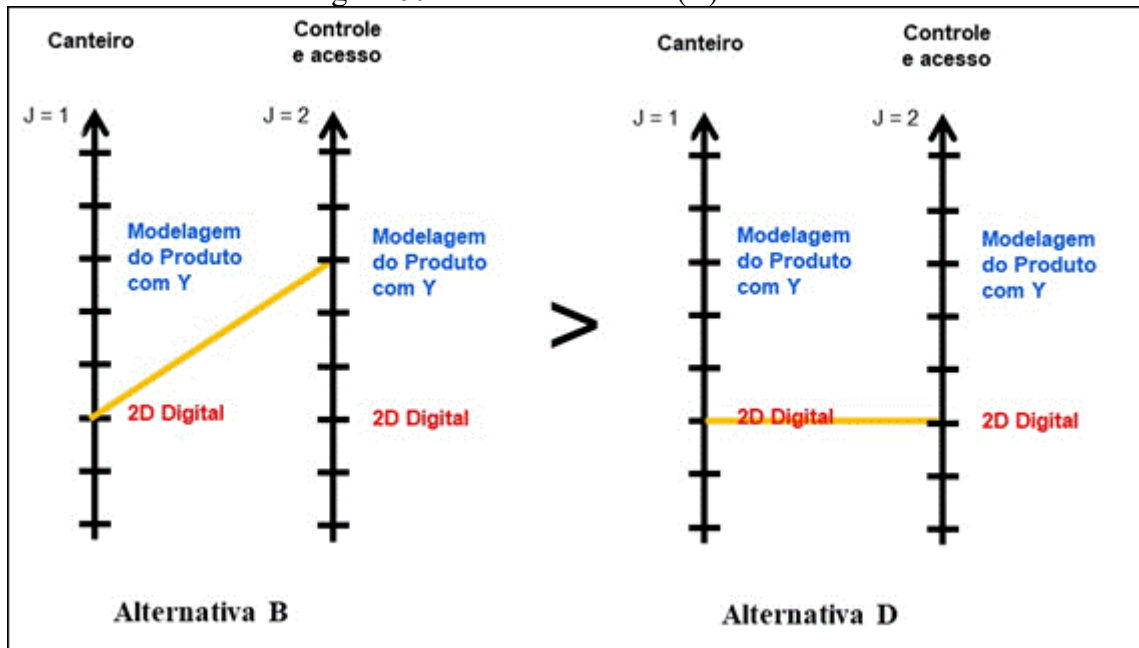 Canteiro
Controle
e acesso
J = 1
J = 2
Modelagem
do Produto
com Y
Modelagem
do Produto
com Y
2D Digital
2D Digital
Alternativa B
>
Canteiro
Controle
e acesso
J = 1
J = 2
Modelagem
do Produto
com Y
Modelagem
do Produto
com Y
2D Digital
2D Digital
Alternativa D